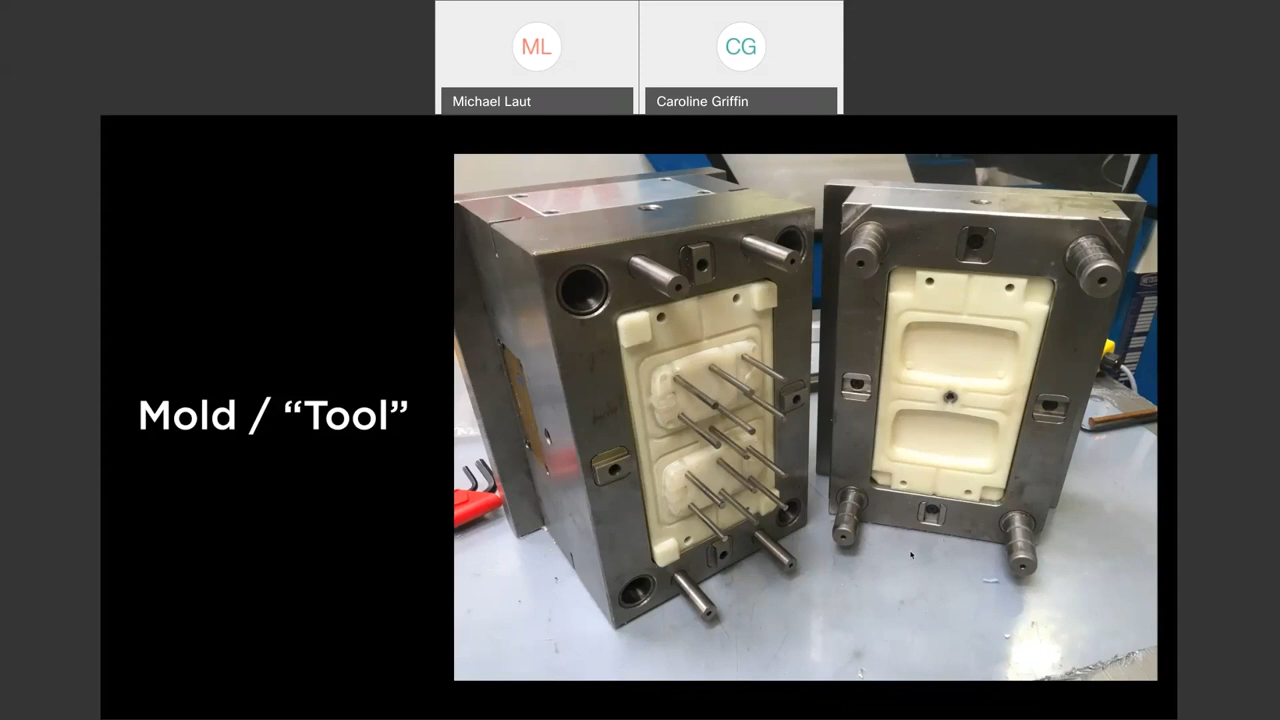 ML
CG
Michael Laut
Caroline Griffin
Mold / “Tool”